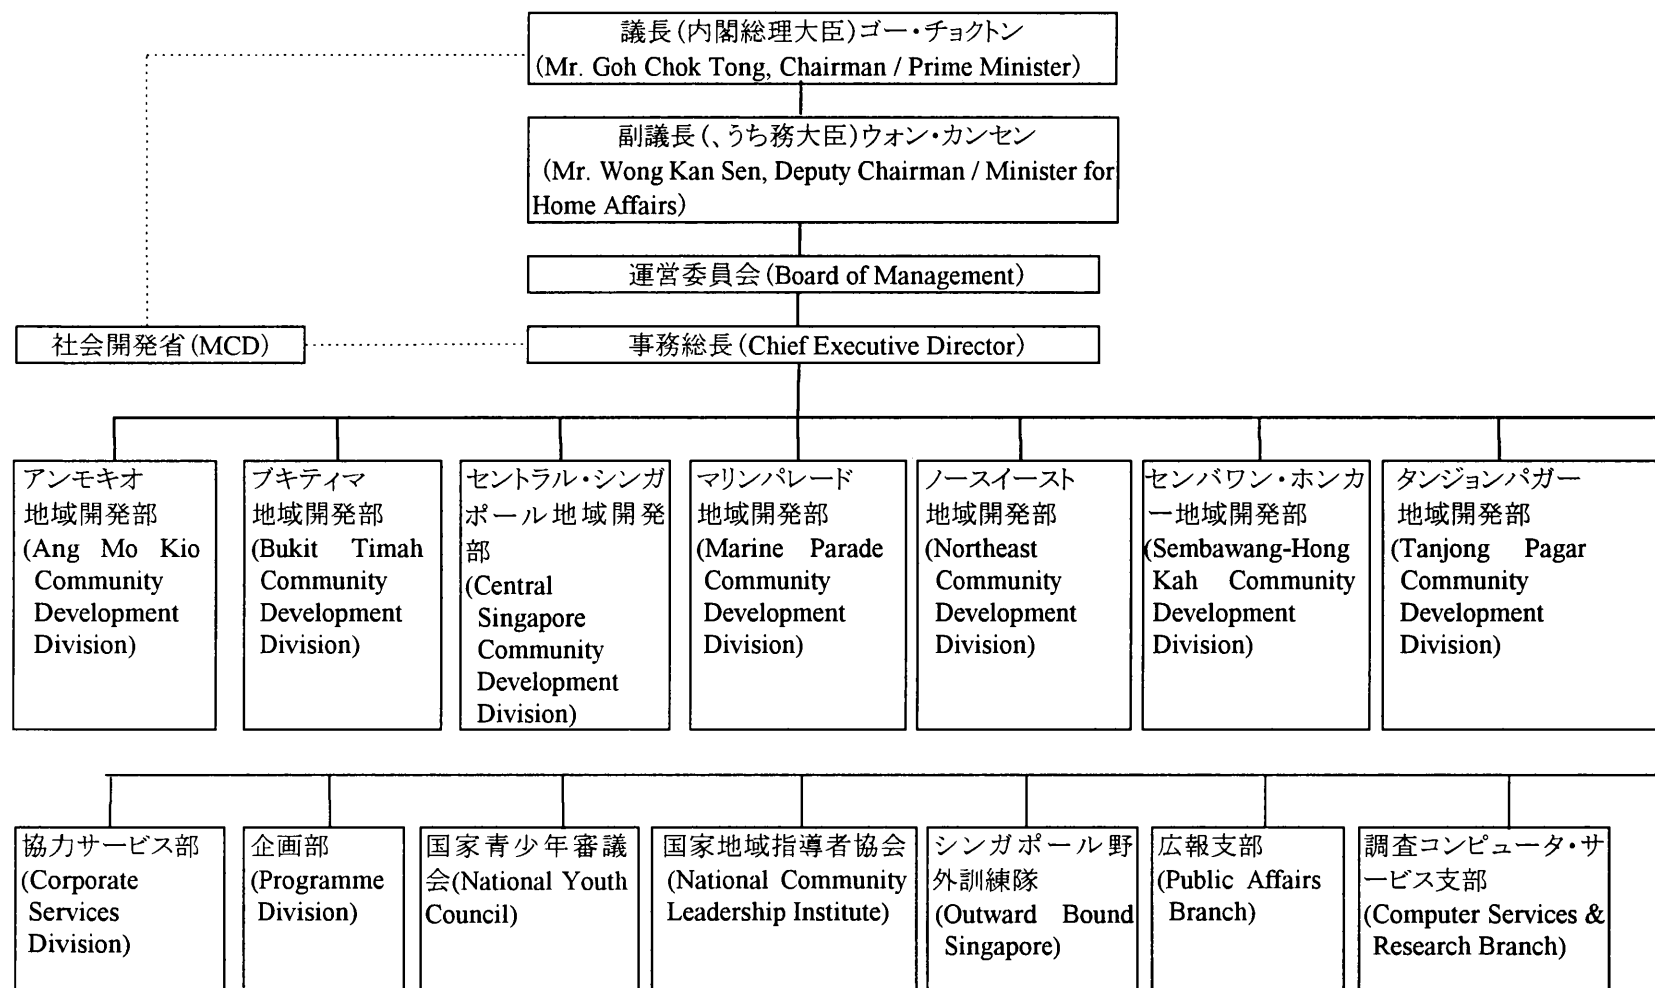 議長(内閣総理大臣)ゴー・チョクトン
(Mr. Goh Chok Tong, Chairman / Prime Minister)
副議長(、うち務大臣)ウォン・カンセン
(Mr. Wong Kan Sen, Deputy Chairman / Minister for
Home Affairs)
運営委員会(Board of Management)
社会開発省(MCD)
事務総長(Chief Executive Director)
アンモキオ
地域開発部
(Ang Mo Kio
Community
Development
Division)
ブキティマ
地域開発部
(Bukit Timah
Community
Development
Division)
セントラル・シンガ
ポール地域開発
部
(Central
Singapore
Community
Development
Division)
マリンパレード
地域開発部
(Marine Parade
Community
Development
Division)
ノースイースト
地域開発部
(Northeast
Community
Development
Division)
センバワン・ホンカ
ー地域開発部
(Sembawang-Hong
Kah Community
Development
Division)
タンジョンパガー
地域開発部
(Tanjong Pagar
Community
Development
Division)
協力サービス部
(Corporate
Services
Division)
企画部
(Programme
Division)
国家青少年審議
会(National Youth
Council)
国家地域指導者協会
(National Community
Leadership Institute)
シンガポール野
外訓練隊
(Outward Bound
Singapore)
広報支部
(Public Affairs
Branch)
調査コンピュータ・サ
ービス支部
(Computer Services &
Research Branch)